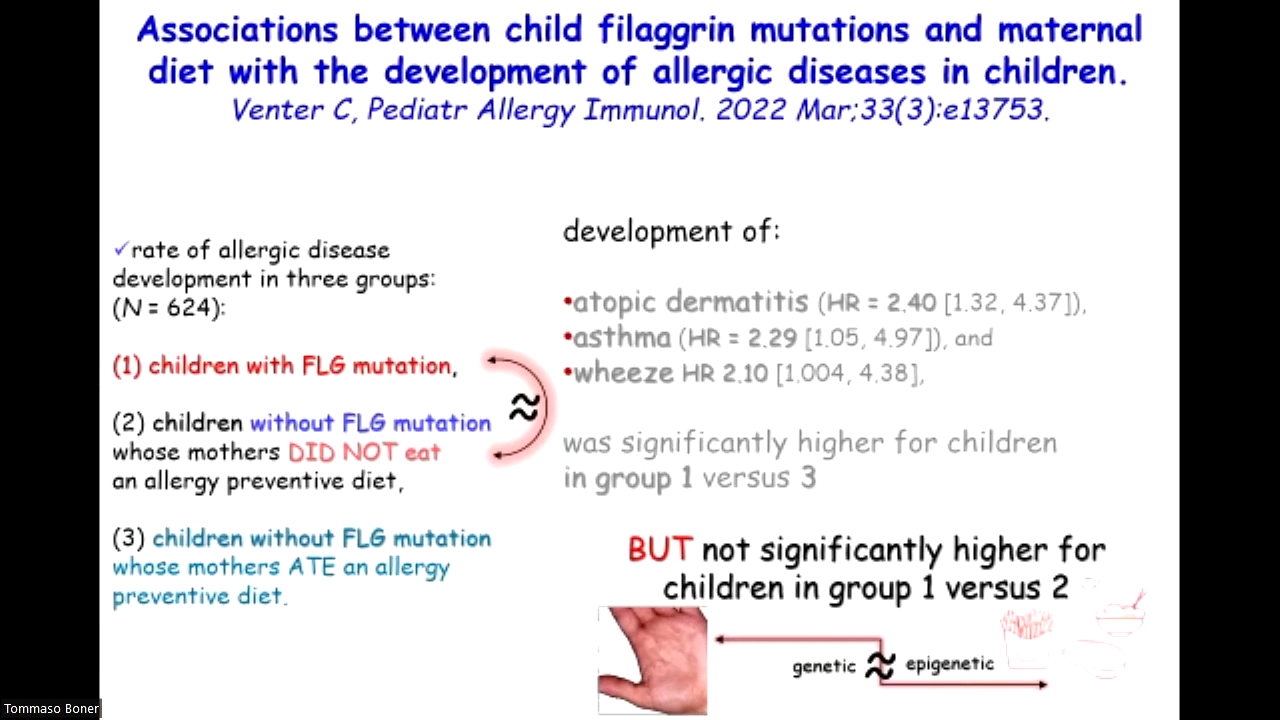 Associations between child filaggrin mutations and maternal
diet with the development of allergic diseases in children.
Venter C, Pediatr Allergy Immunol. 2022 Mar;33(3):e13753.
✓rate of allergic disease
development in three groups:
(N = 624):
(1) children with FLG mutation,
(2) children without FLG mutation
whose mothers DID NOT eat
an allergy preventive diet,
(3) children without FLG mutation
whose mothers ATE an allergy
preventive diet.
≈
development of:
•atopic dermatitis (HR = 2.40 [1.32, 4.37]),
•asthma (HR = 2.29 [1.05, 4.97]), and
•wheeze HR 2.10 [1.004, 4.38],
was significantly higher for children
in group 1 versus 3
BUT not significantly higher for
children in group 1 versus 2
genetic ≈ epigenetic
Tommaso Boner